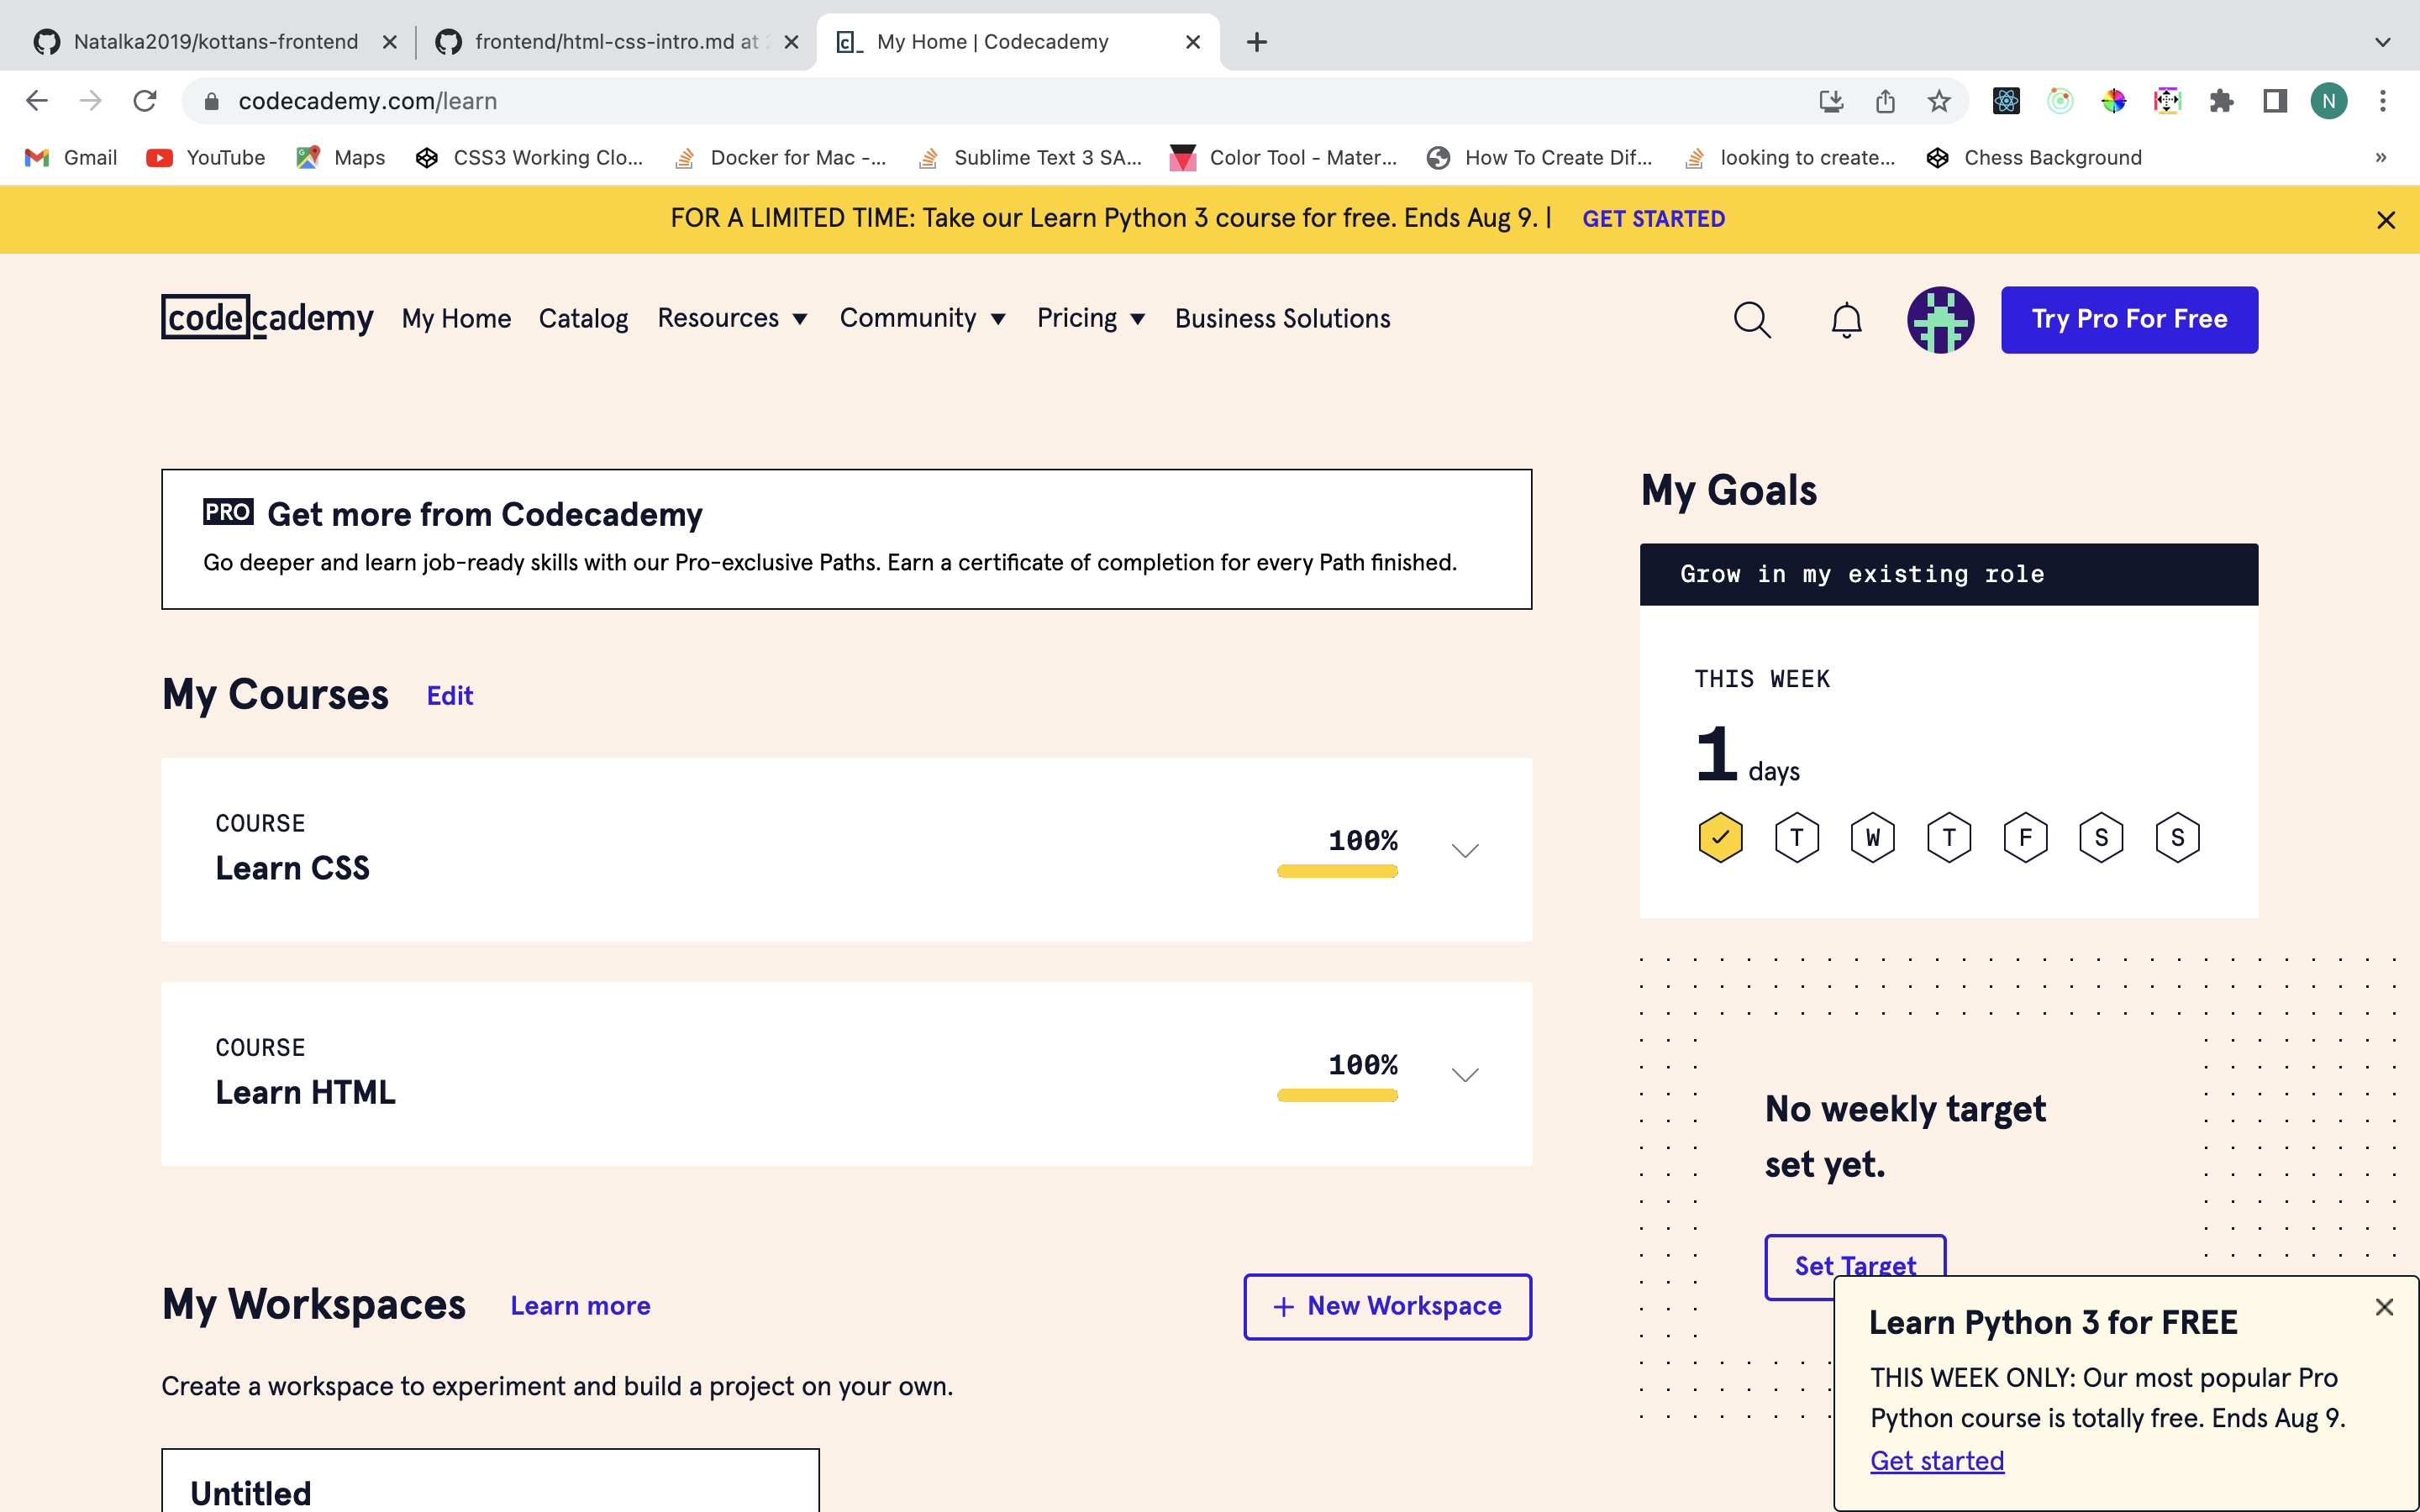 Natalka2019/kottans-frontend
frontend/html-css-intro.md at
My Home | Codecademy
codecademy.com/learn
N
Gmail
YouTube
Maps
CSS3 Working Clo...
Docker for Mac -...
Sublime Text 3 SA...
Color Tool - Mater...
How To Create Dif...
looking to create...
Chess Background
»
FOR A LIMITED TIME: Take our Learn Python 3 course for free. Ends Aug 9. |
GET STARTED
codecademy
My Home
Catalog
Resources
Community
Pricing
Business Solutions
Try Pro For Free
PRO Get more from Codecademy
Go deeper and learn job-ready skills with our Pro-exclusive Paths. Earn a certificate of completion for every Path finished.
My Courses
Edit
COURSE
Learn CSS
100%
COURSE
Learn HTML
100%
My Workspaces
Learn more
+ New Workspace
Create a workspace to experiment and build a project on your own.
Untitled
My Goals
Grow in my existing role
THIS WEEK
1 days
T W T F S S
No weekly target
set yet.
Set Target
Learn Python 3 for FREE
THIS WEEK ONLY: Our most popular Pro
Python course is totally free. Ends Aug 9.
Get started